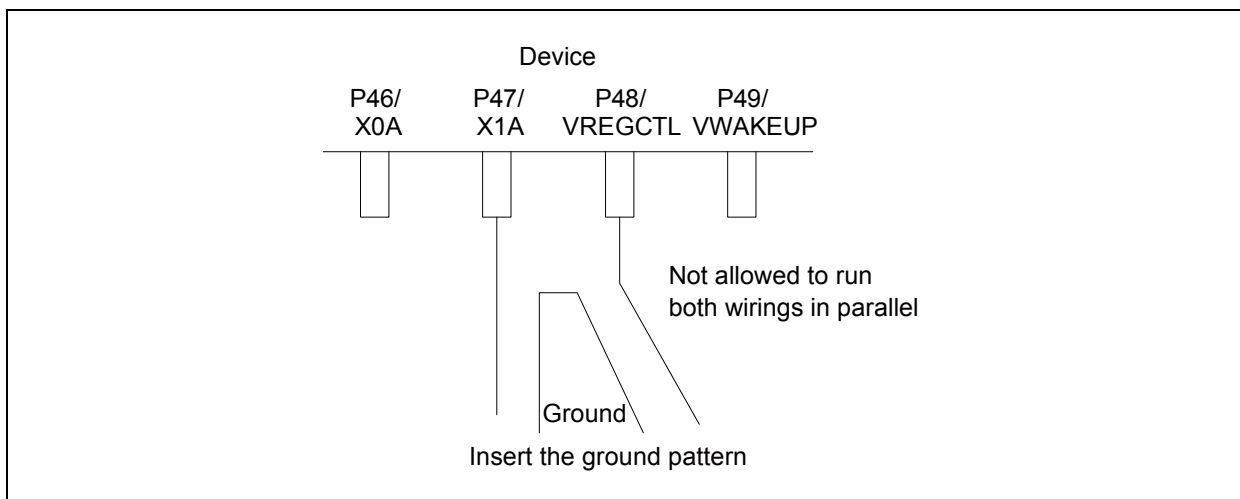 Device
P46/ P47/ P48/ P49/
X0A X1A VREGCTL VWAKEUP
Not allowed to run
both wirings in parallel
Ground
Insert the ground pattern